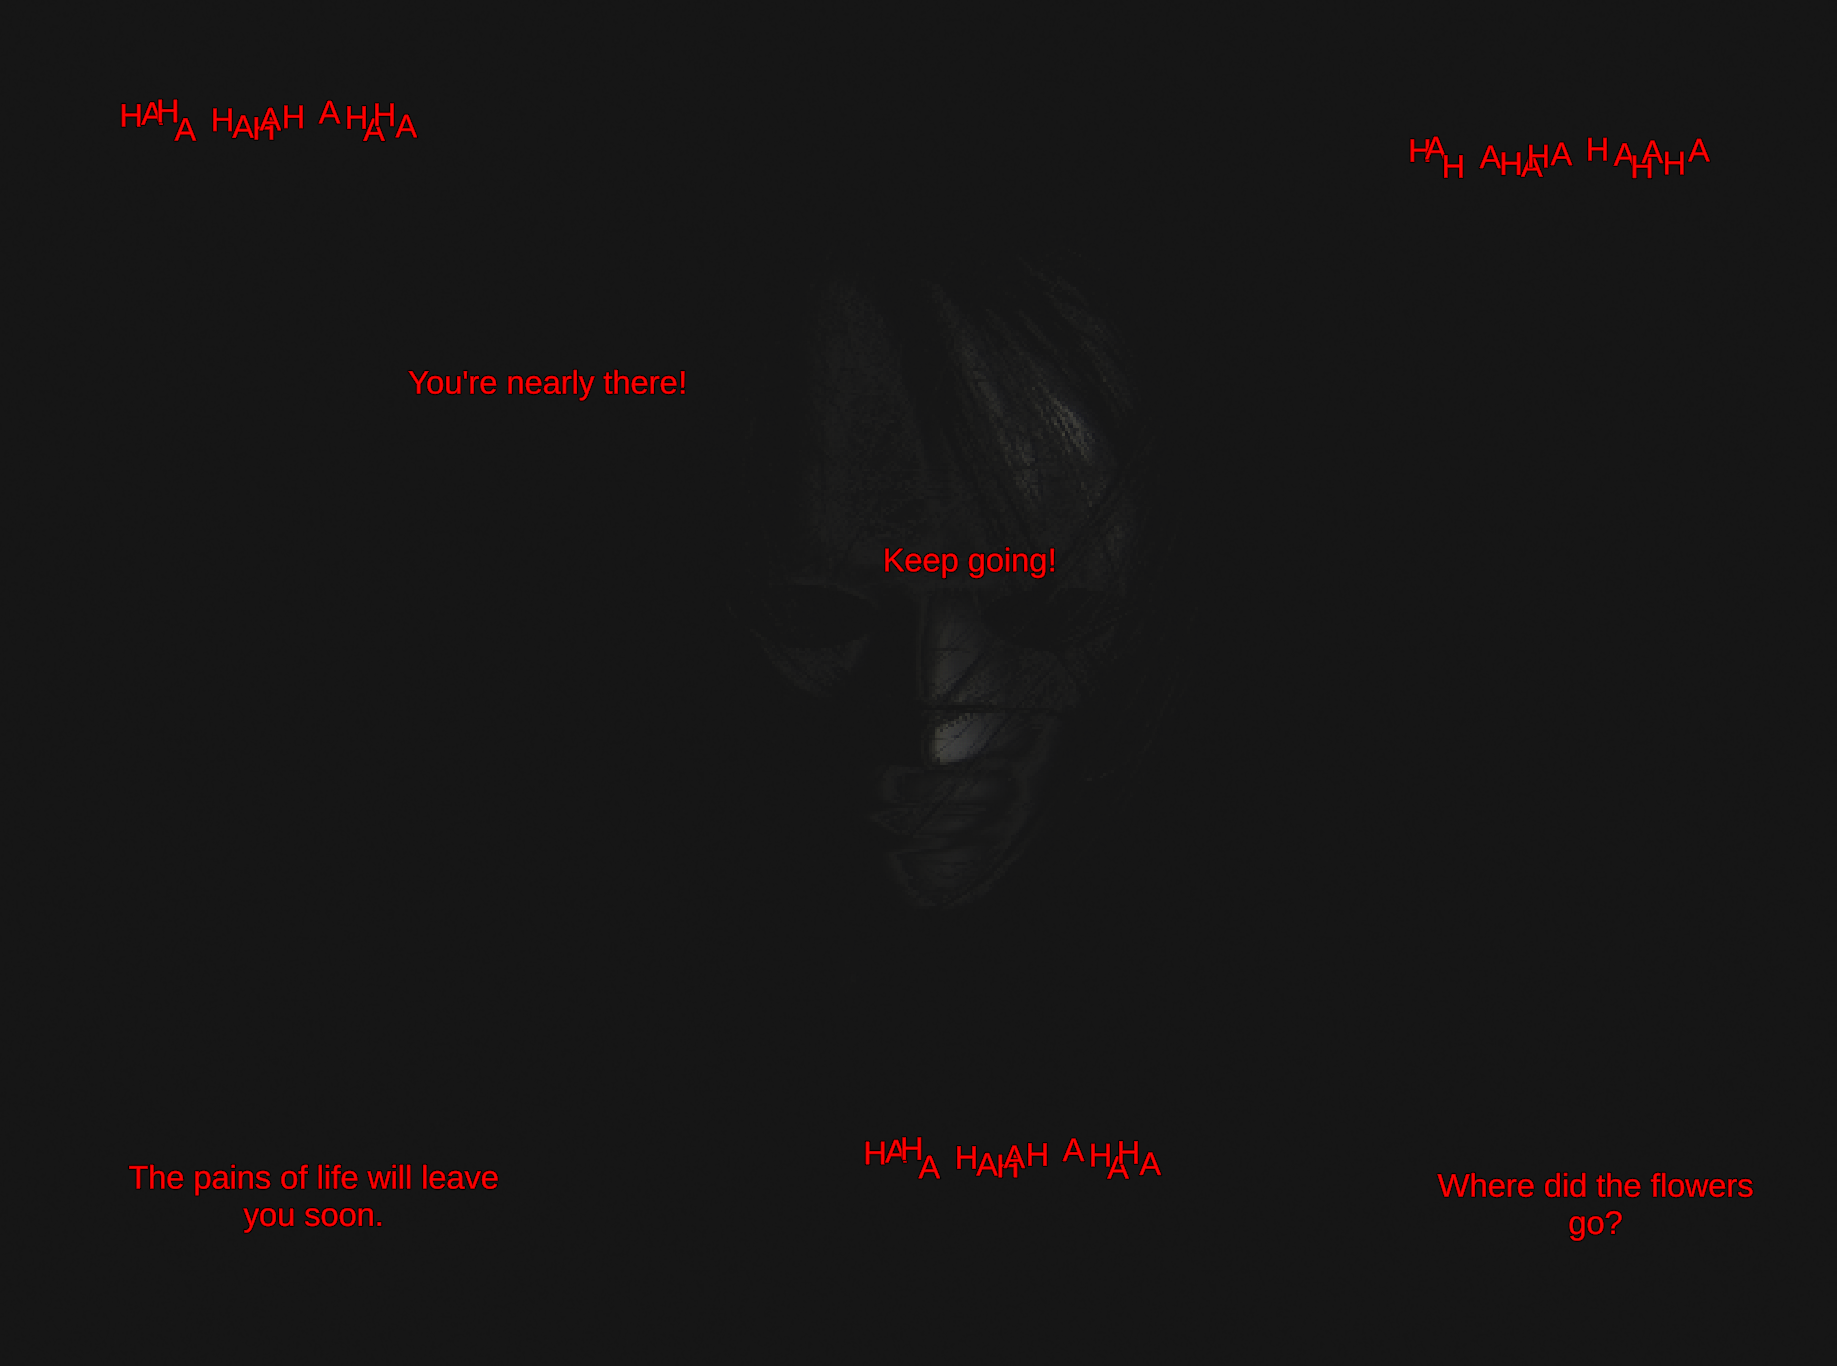 HAHA HAHAH A HAHA
HAH AHAHA HAHAHA
You're nearly there!
Keep going!
HAHA HAHAH A HAHA
The pains of life will leave
you soon.
Where did the flowers
go?